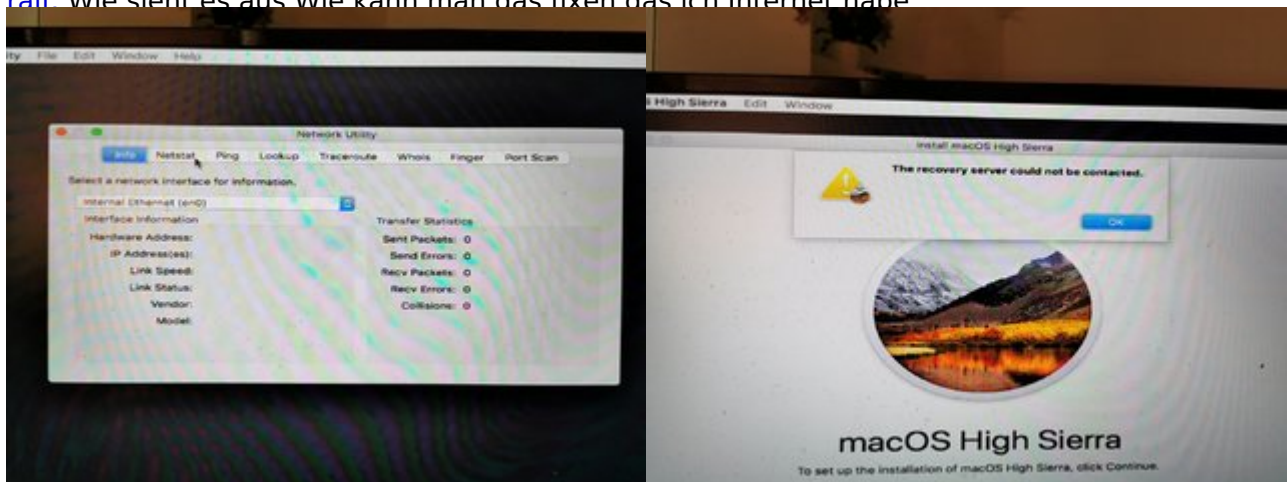 Wie sieht es aus wie kann man das fixen das ich internet habe
File Edit Window Help
Network Utility
Info Netstat Ping Lookup Traceroute Whois Finger Port Scan
Select a network interface for information.
Internal Ethernet (en0)
Interface Information
Hardware Address:
IP Address(es):
Link Speed:
Link Status:
Vendor:
Model:
Transfer Statistics
Sent Packets: 0
Send Errors: 0
Recv Packets: 0
Recv Errors: 0
Collisions: 0
High Sierra Edit Window
Install macOS High Sierra
The recovery server could not be contacted.
OK
macOS High Sierra
To set up the installation of macOS High Sierra, click Continue.